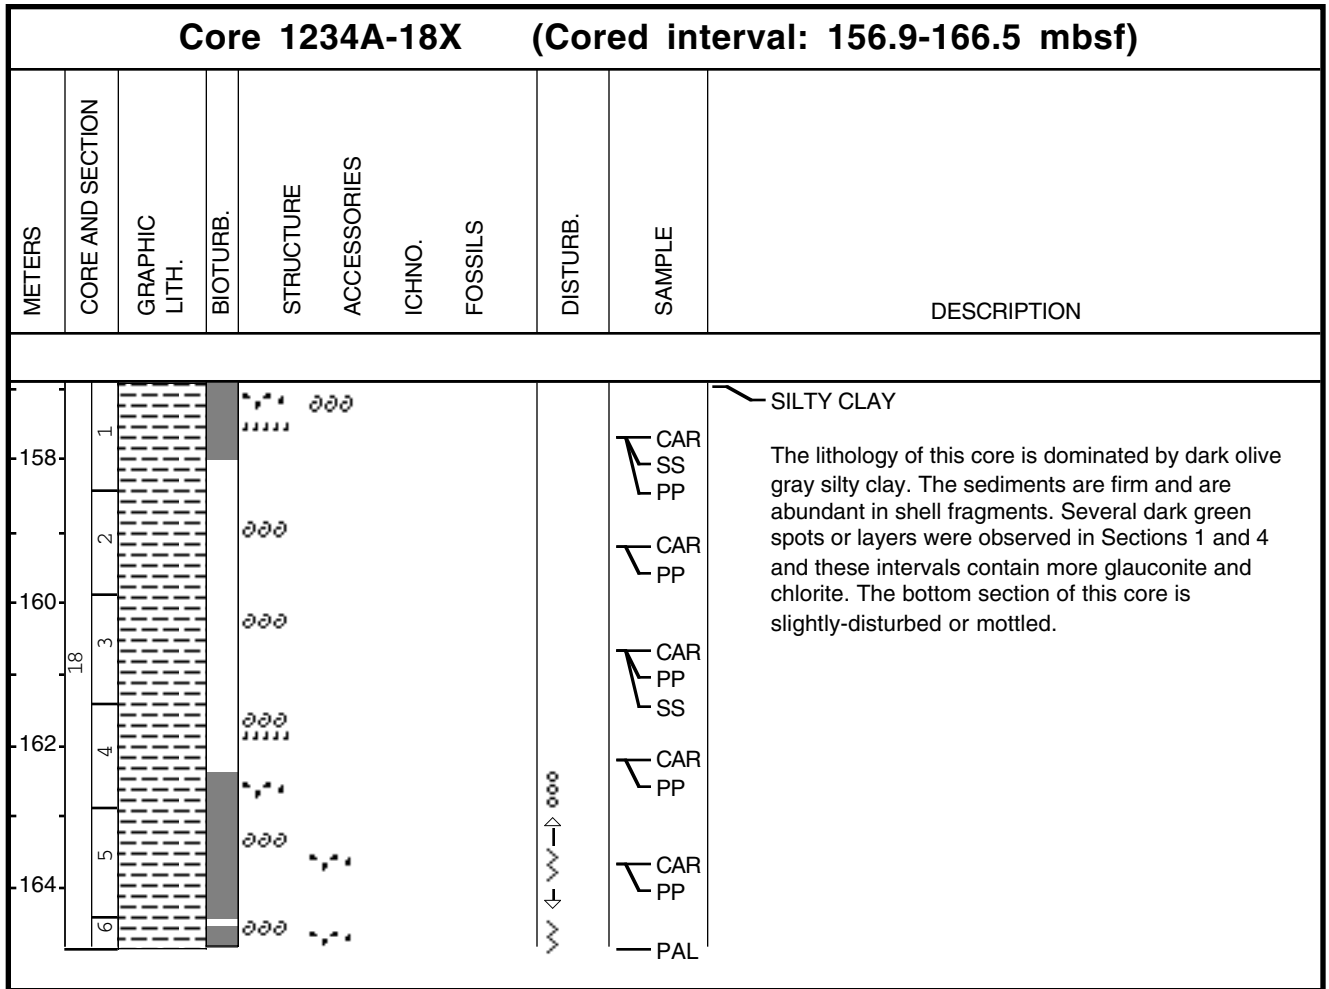 Core 1234A-18X (Cored interval: 156.9-166.5 mbsf)
METERS
CORE AND SECTION
GRAPHIC
LITH.
BIOTURB.
STRUCTURE
ACCESSORIES
ICHNO.
FOSSILS
DISTURB.
SAMPLE
DESCRIPTION
158
160
162
164
18
1
2
3
4
5
6
CAR
SS
PP
CAR
PP
CAR
PP
SS
CAR
PP
CAR
PP
PAL
SILTY CLAY
The lithology of this core is dominated by dark olive
gray silty clay. The sediments are firm and are
abundant in shell fragments. Several dark green
spots or layers were observed in Sections 1 and 4
and these intervals contain more glauconite and
chlorite. The bottom section of this core is
slightly-disturbed or mottled.